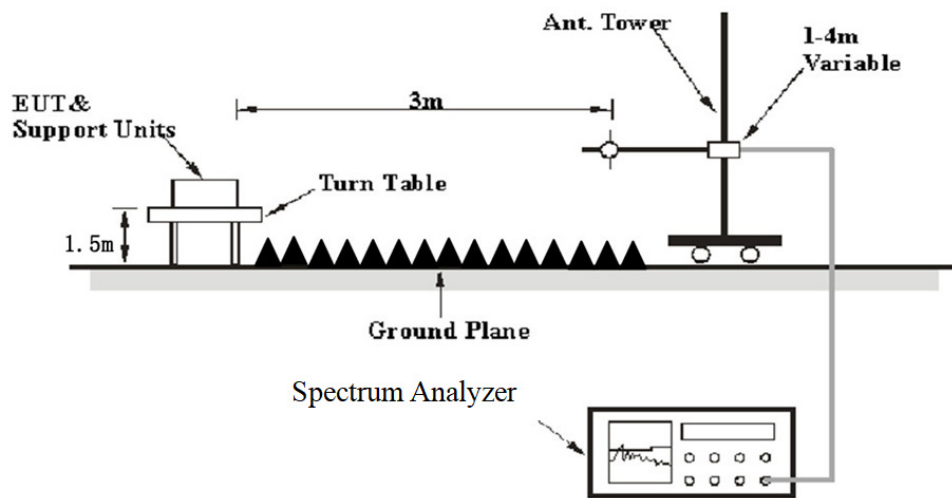 Ant. Tower
1-4m
Variable
EUT&
Support Units
3m
Turn Table
1.5m
Ground Plane
Spectrum Analyzer